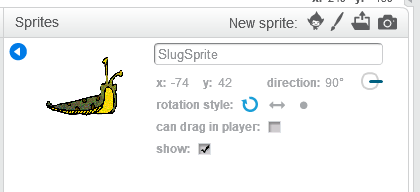 Sprites New sprite:
SlugSprite
x: -74 y: 42 direction: 90°
rotation style:
can drag in player:
show: